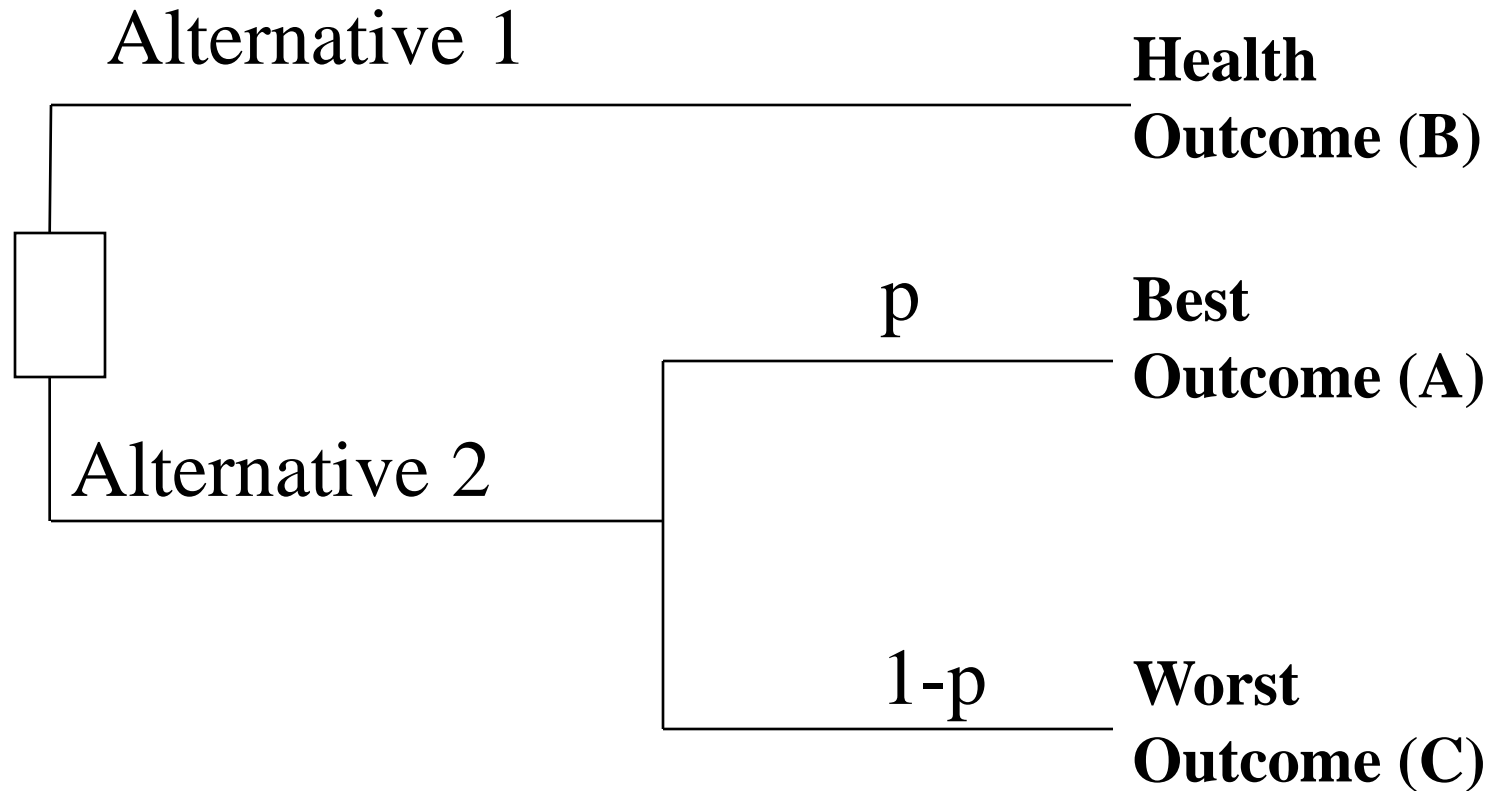 Alternative 1
Health
Outcome (B)
p
Best
Outcome (A)
Alternative 2
1-p
Worst
Outcome (C)